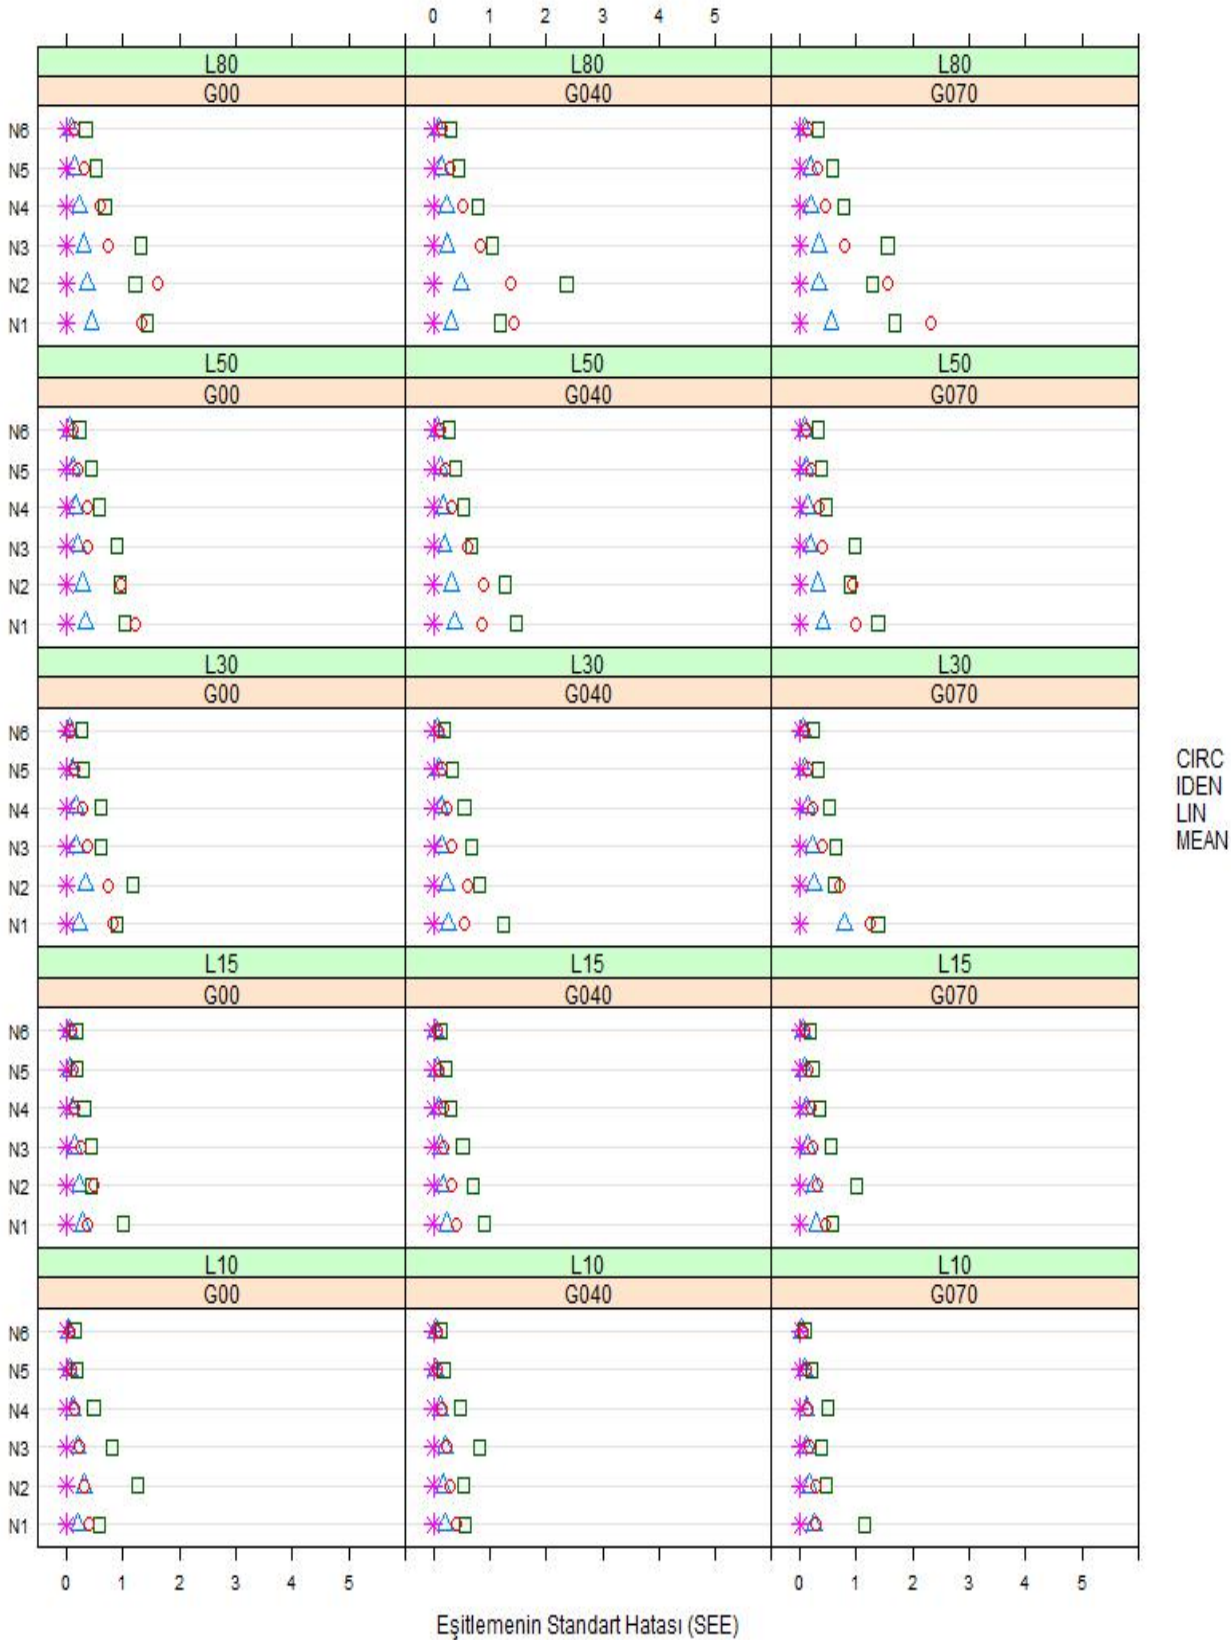 0 1 2 3 4 5
L80 L80 L80
G00 G040 G070
N6
N5
N4
N3
N2
N1
L50 L50 L50
G00 G040 G070
N6
N5
N4
N3
N2
N1
L30 L30 L30
G00 G040 G070
N6
N5
N4
N3
N2
N1
CIRC
IDEN
LIN
MEAN
L15 L15 L15
G00 G040 G070
N6
N5
N4
N3
N2
N1
L10 L10 L10
G00 G040 G070
N6
N5
N4
N3
N2
N1
0 1 2 3 4 5 0 1 2 3 4 5
Eşitlemenin Standart Hatası (SEE)